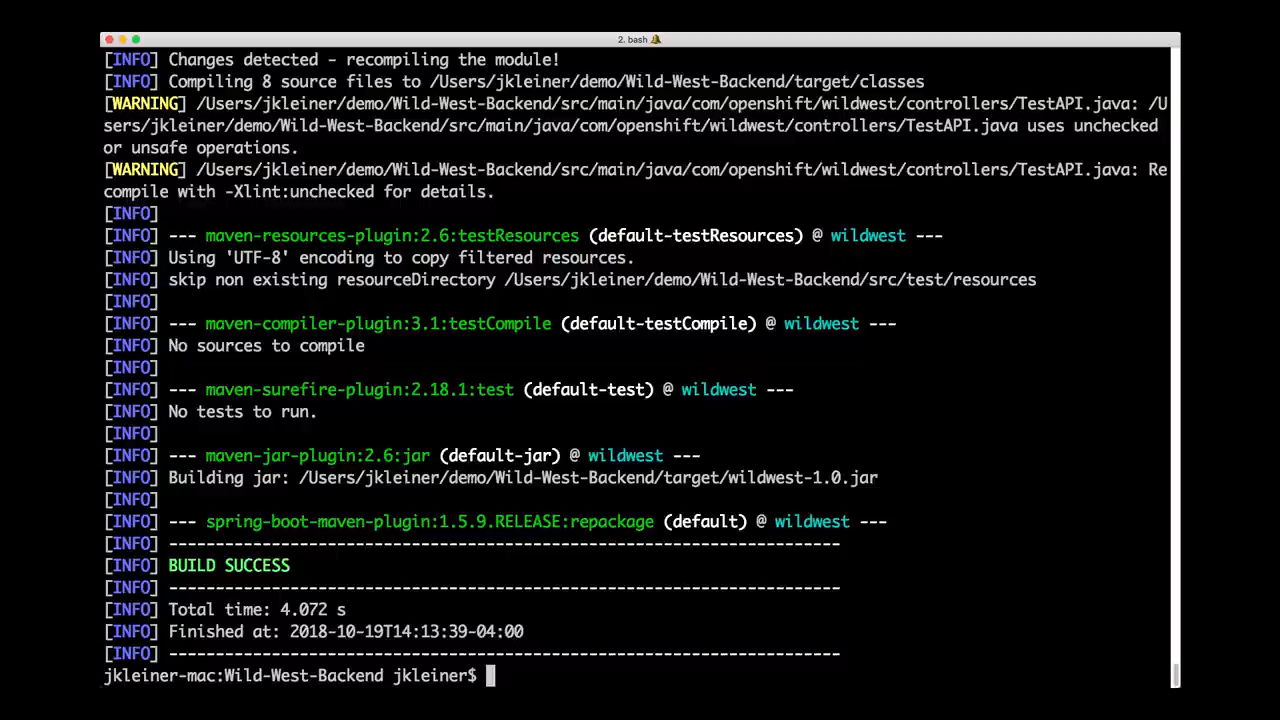 2. bash
[INFO] Changes detected - recompiling the module!
[INFO] Compiling 8 source files to /Users/jkleiner/demo/Wild-West-Backend/target/classes
[WARNING] /Users/jkleiner/demo/Wild-West-Backend/src/main/java/com/openshift/wildwest/controllers/TestAPI.java: /U
sers/jkleiner/demo/Wild-West-Backend/src/main/java/com/openshift/wildwest/controllers/TestAPI.java uses unchecked
or unsafe operations.
[WARNING] /Users/jkleiner/demo/Wild-West-Backend/src/main/java/com/openshift/wildwest/controllers/TestAPI.java: Re
compile with -Xlint:unchecked for details.
[INFO]
[INFO] --- maven-resources-plugin:2.6:testResources (default-testResources) @ wildwest ---
[INFO] Using 'UTF-8' encoding to copy filtered resources.
[INFO] skip non existing resourceDirectory /Users/jkleiner/demo/Wild-West-Backend/src/test/resources
[INFO]
[INFO] --- maven-compiler-plugin:3.1:testCompile (default-testCompile) @ wildwest ---
[INFO] No sources to compile
[INFO]
[INFO] --- maven-surefire-plugin:2.18.1:test (default-test) @ wildwest ---
[INFO] No tests to run.
[INFO]
[INFO] --- maven-jar-plugin:2.6:jar (default-jar) @ wildwest ---
[INFO] Building jar: /Users/jkleiner/demo/Wild-West-Backend/target/wildwest-1.0.jar
[INFO]
[INFO] --- spring-boot-maven-plugin:1.5.9.RELEASE:repackage (default) @ wildwest ---
[INFO] ------------------------------------------------------------------------
[INFO] BUILD SUCCESS
[INFO] ------------------------------------------------------------------------
[INFO] Total time: 4.072 s
[INFO] Finished at: 2018-10-19T14:13:39-04:00
[INFO] ------------------------------------------------------------------------
jkleiner-mac:Wild-West-Backend jkleiner$